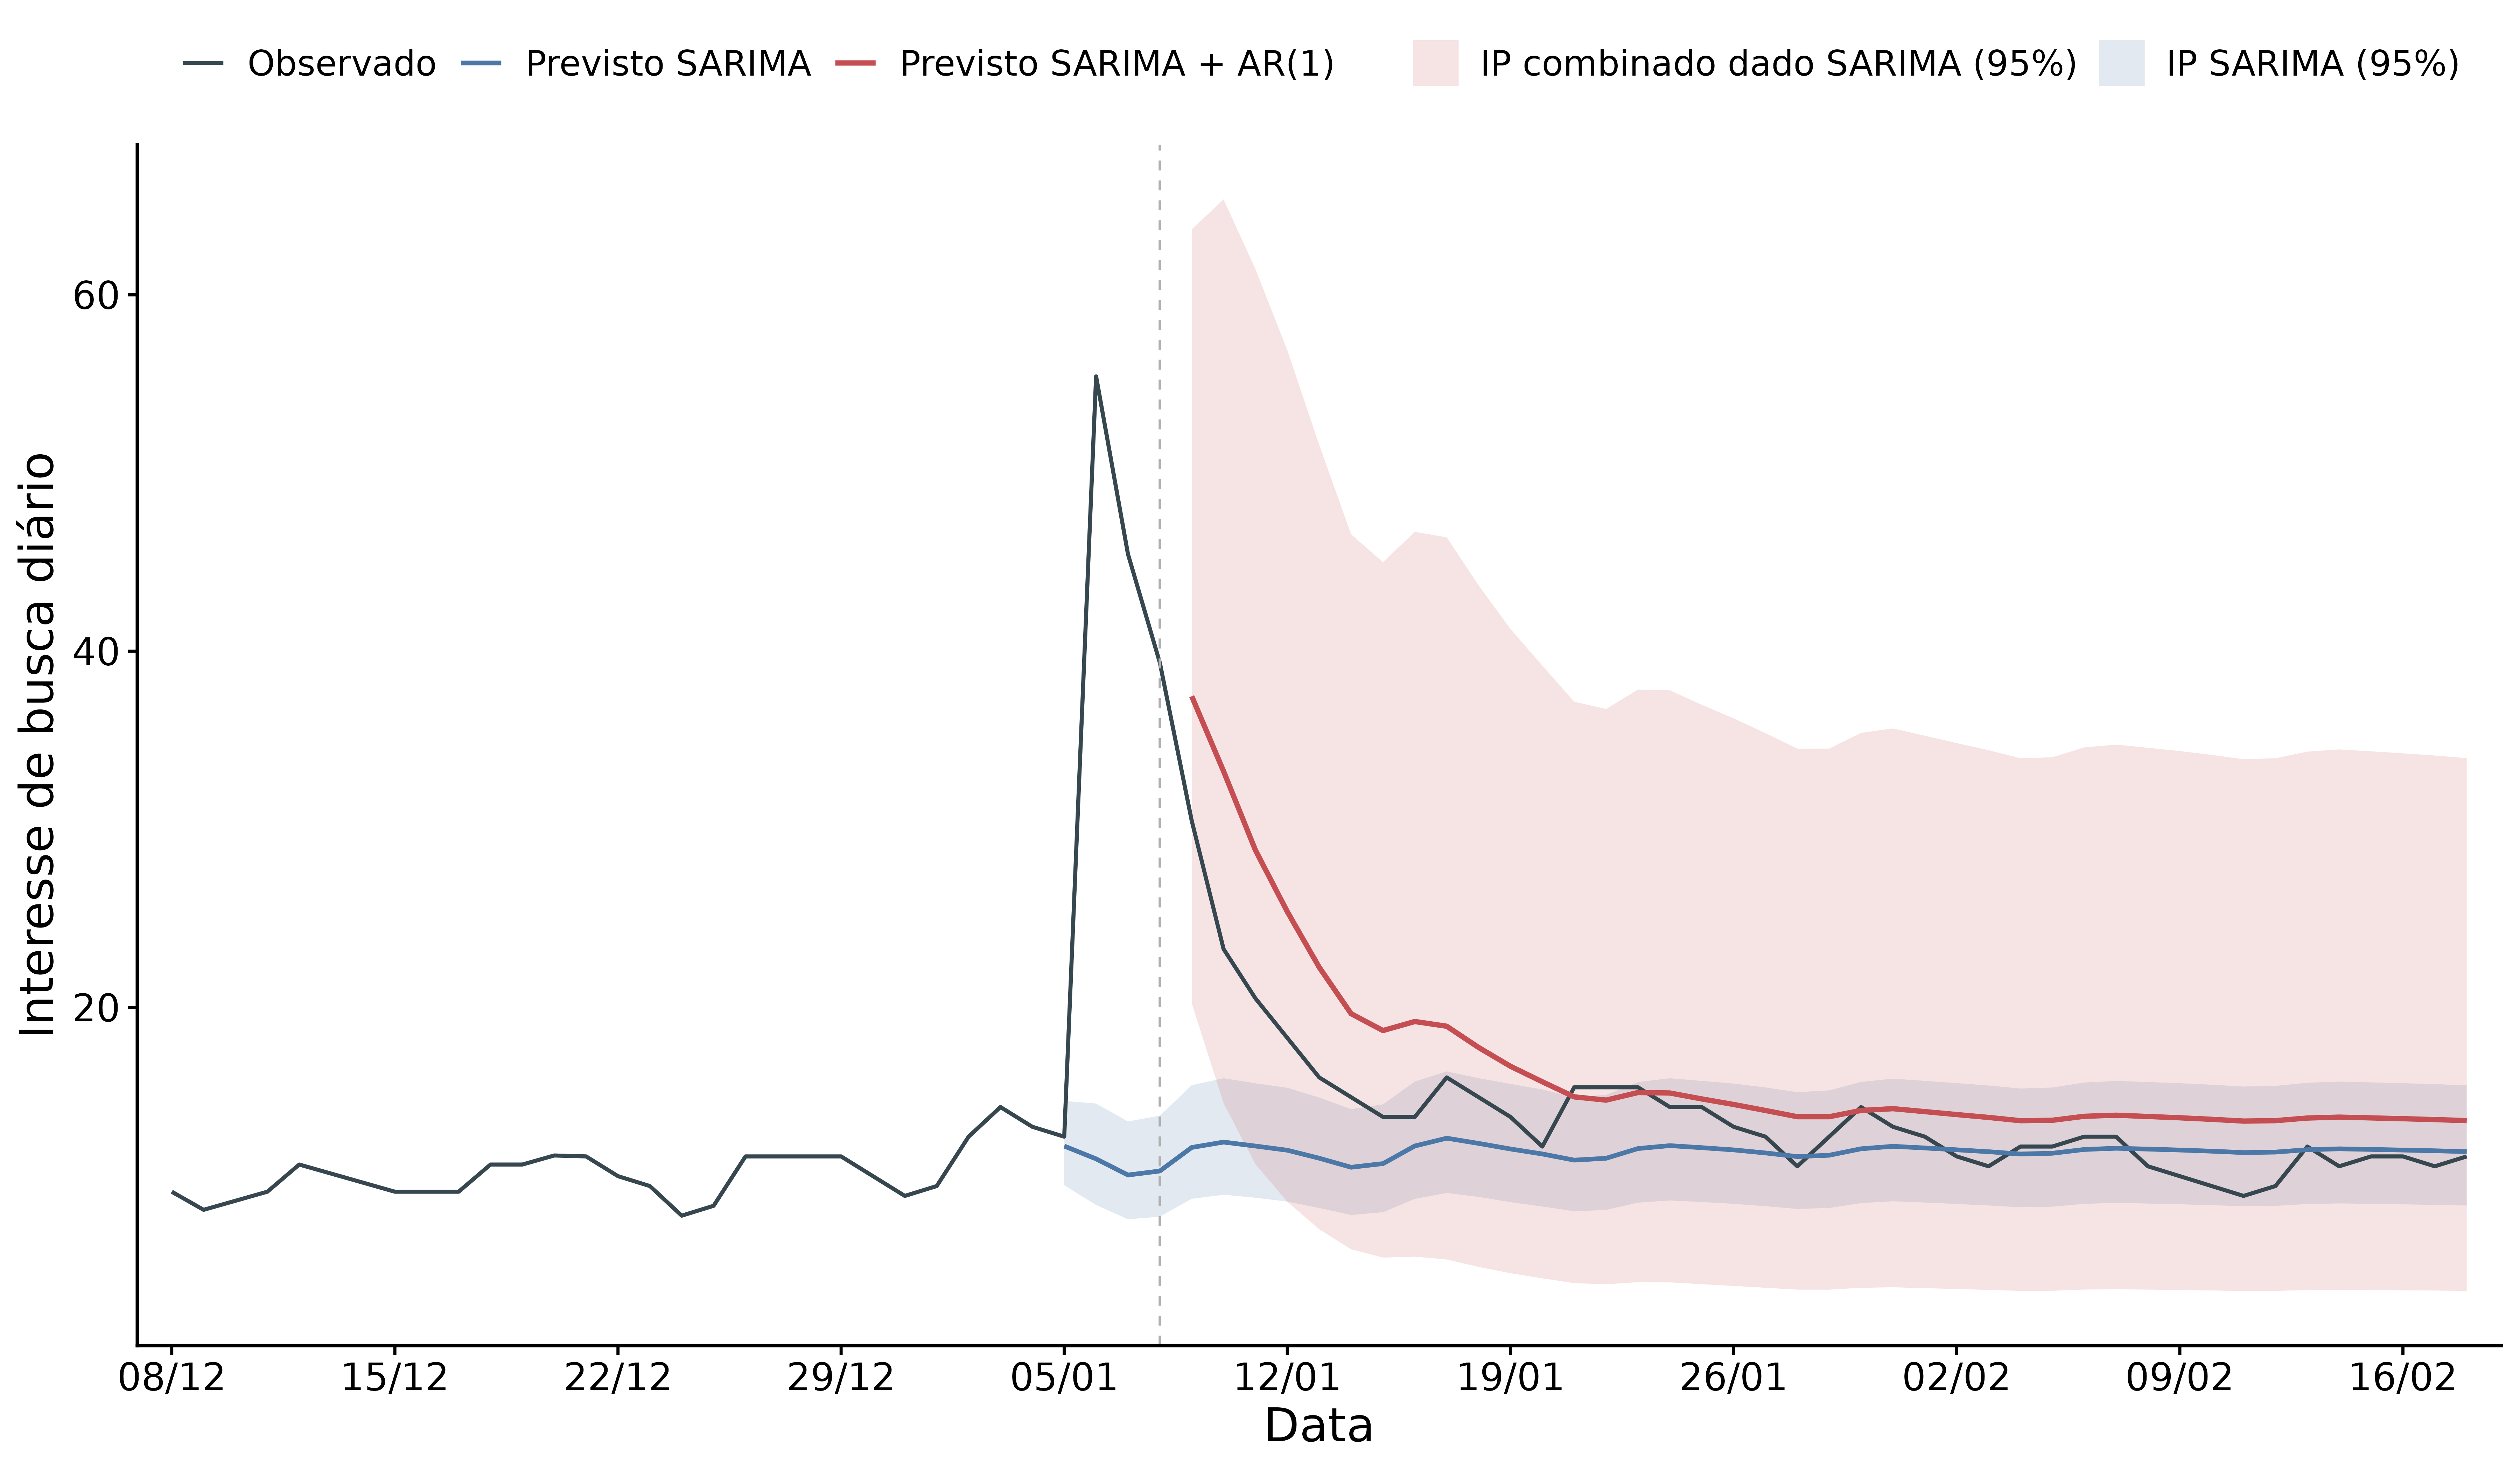 Observado Previsto SARIMA Previsto SARIMA + AR(1) IP combinado dado SARIMA (95%) IP SARIMA (95%)
Interesse de busca diário
60
40
20
08/12 15/12 22/12 29/12 05/01 12/01 19/01 26/01 02/02 09/02 16/02
Data